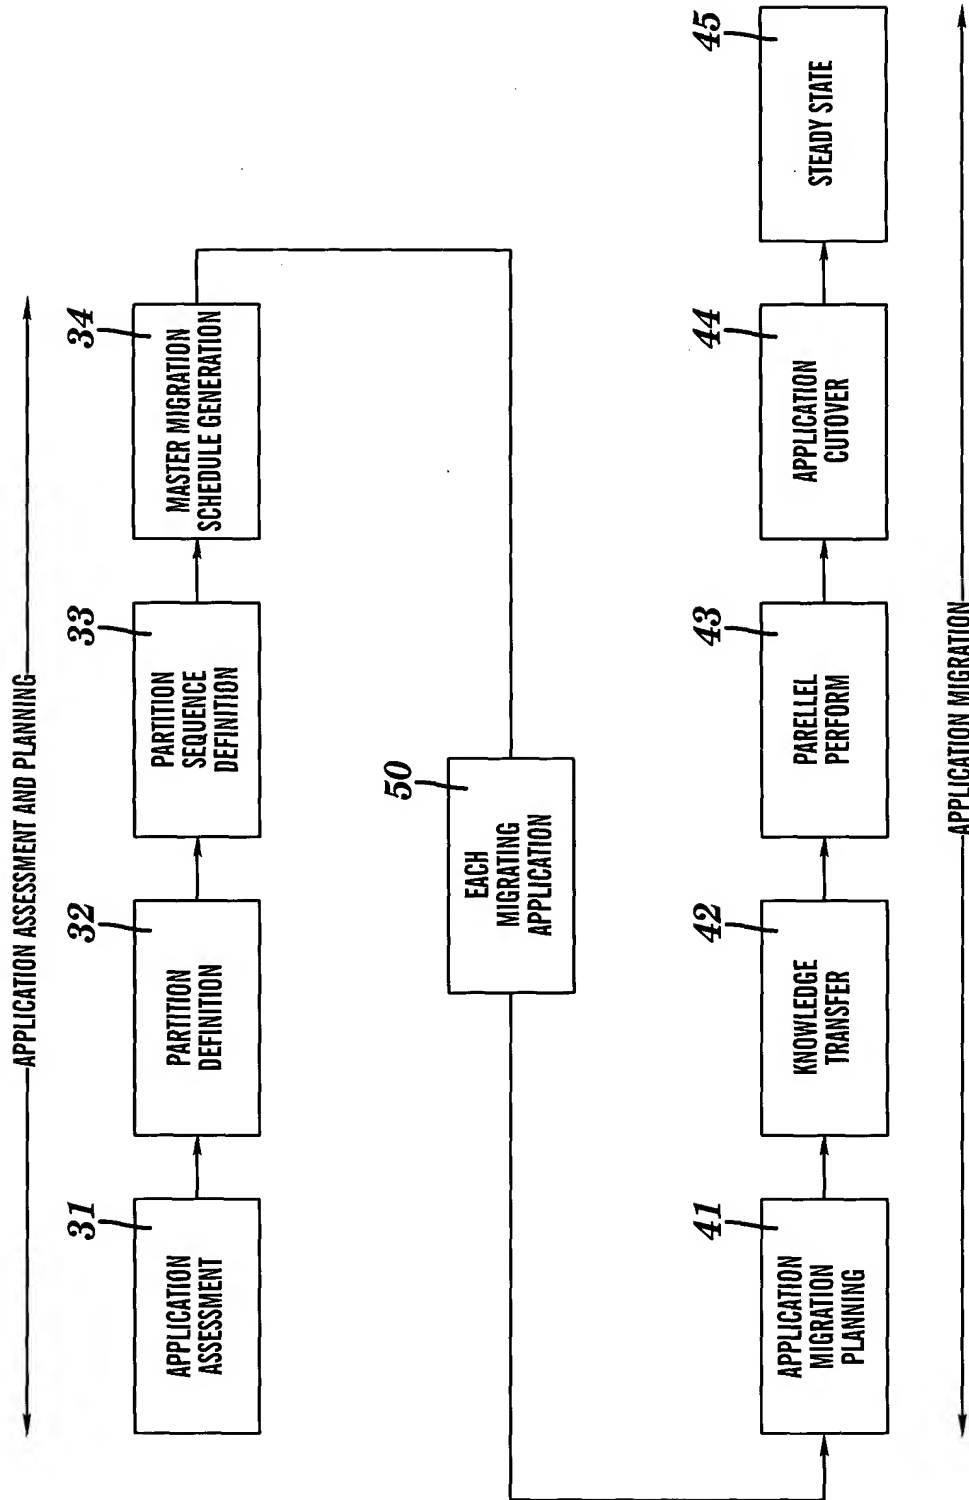 APPLICATION ASSESSMENT AND PLANNING
31
APPLICATION
ASSESSMENT
32
PARTITION
DEFINITION
33
PARTITION
SEQUENCE
DEFINITION
34
MASTER MIGRATION
SCHEDULE GENERATION
50
EACH
MIGRATING
APPLICATION
41
APPLICATION
MIGRATION
PLANNING
42
KNOWLEDGE
TRANSFER
43
PARELLEL
PERFORM
44
APPLICATION
CUTOVER
45
STEADY STATE
APPLICATION MIGRATION